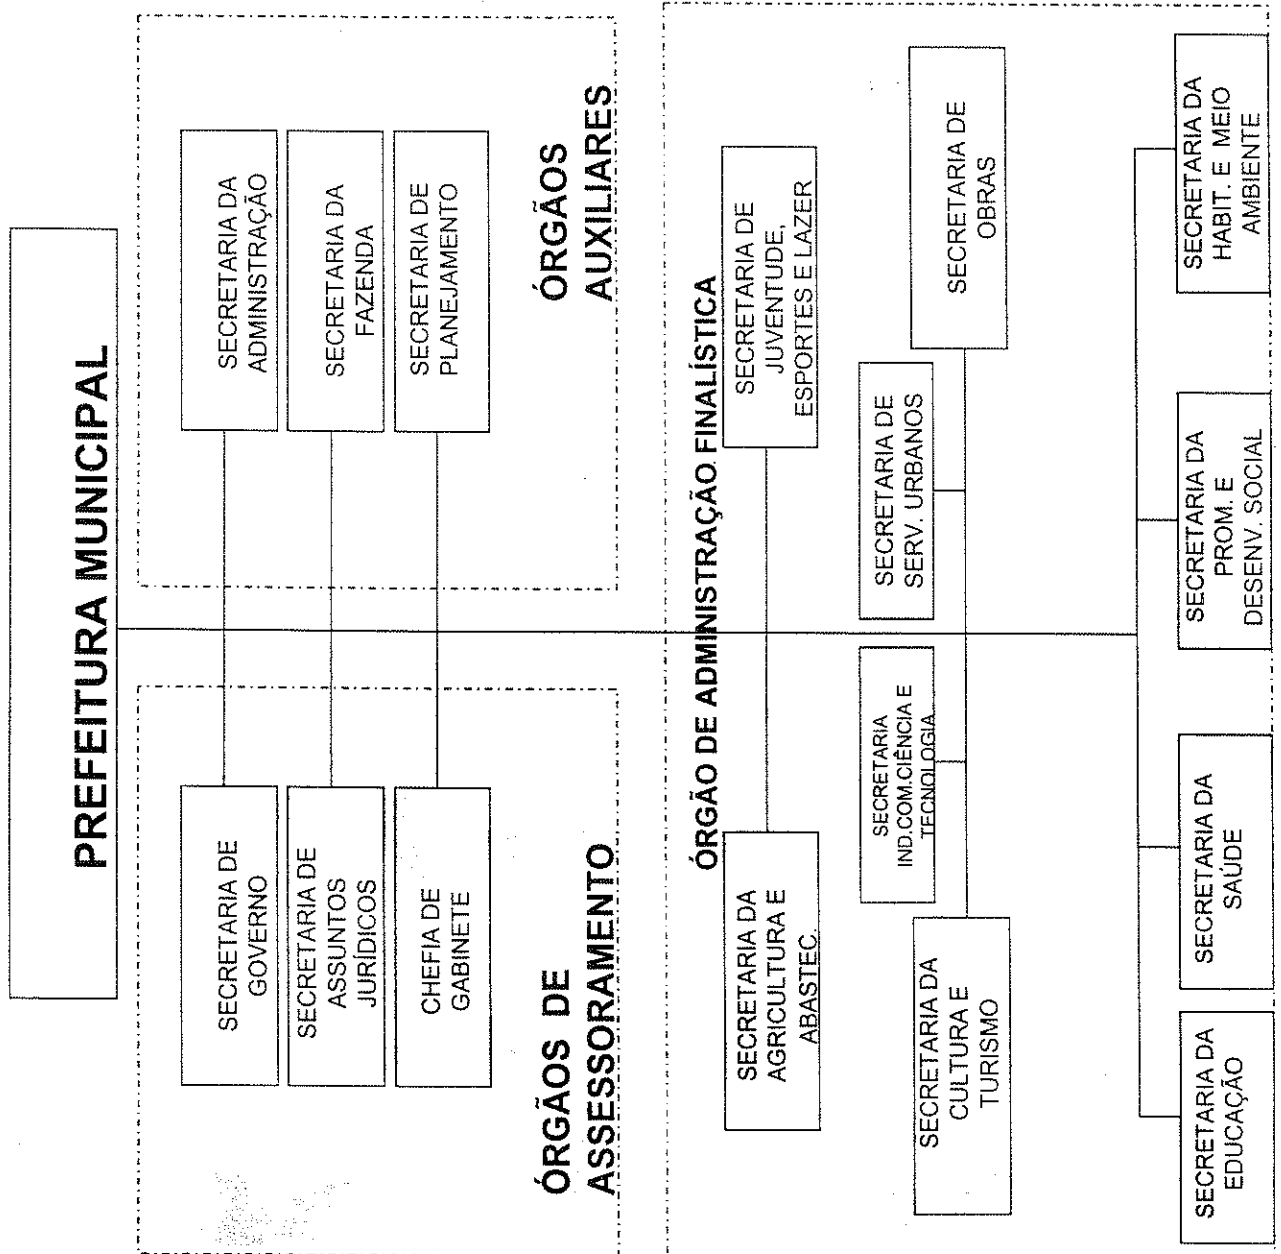 PREFEITURA MUNICIPAL
SECRETARIA DE
GOVERNO
SECRETARIA DE
ASSUNTOS
JURÍDICOS
CHEFIA DE
GABINETE
ÓRGÃOS DE
ASSESSORAMENTO
SECRETARIA DA
ADMINISTRAÇÃO
SECRETARIA DA
FAZENDA
SECRETARIA DE
PLANEJAMENTO
ÓRGÃOS
AUXILIARES
ÓRGÃO DE ADMINISTRAÇÃO FINALÍSTICA
SECRETARIA DA
AGRICULTURA E
ABASTEC.
SECRETARIA DE
JUVENTUDE,
ESPORTES E LAZER
SECRETARIA
IND.COM.CIÊNCIA E
TECNOLOGIA
SECRETARIA DE
SERV. URBANOS
SECRETARIA DA
CULTURA E
TURISMO
SECRETARIA DE
OBRAS
SECRETARIA DA
EDUCAÇÃO
SECRETARIA DA
SAÚDE
SECRETARIA DA
PROM. E
DESENV. SOCIAL
SECRETARIA DA
HABIT. E MEIO
AMBIENTE